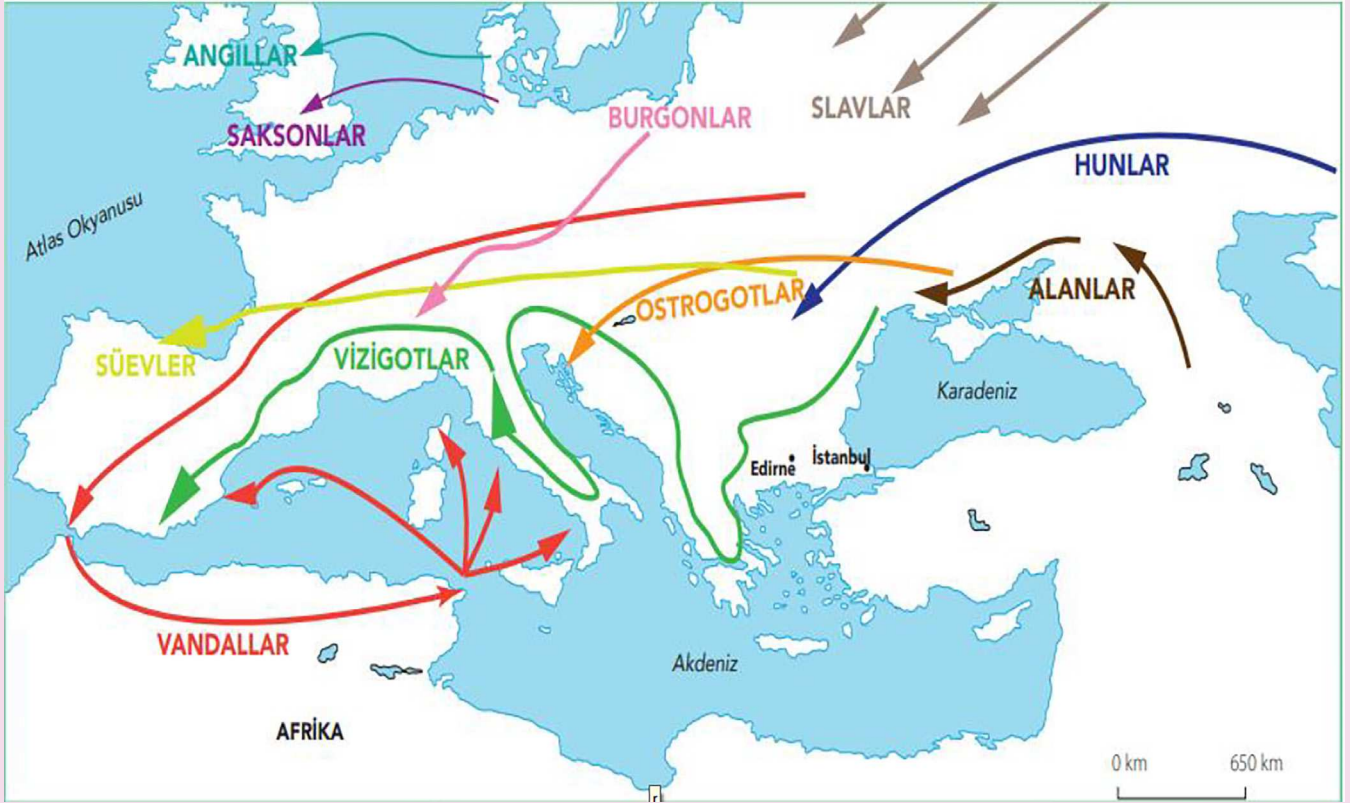 ANGILLAR
SAKSONLAR
BURGONLAR
SLAVLAR
HUNLAR
Atlas Okyanusu
OSTROGOTLAR
ALANLAR
SÜEVLER
VİZİGOTLAR
Karadeniz
Edirne
İstanbul
VANDALLAR
Akdeniz
AFRİKA
0 km
650 km
r